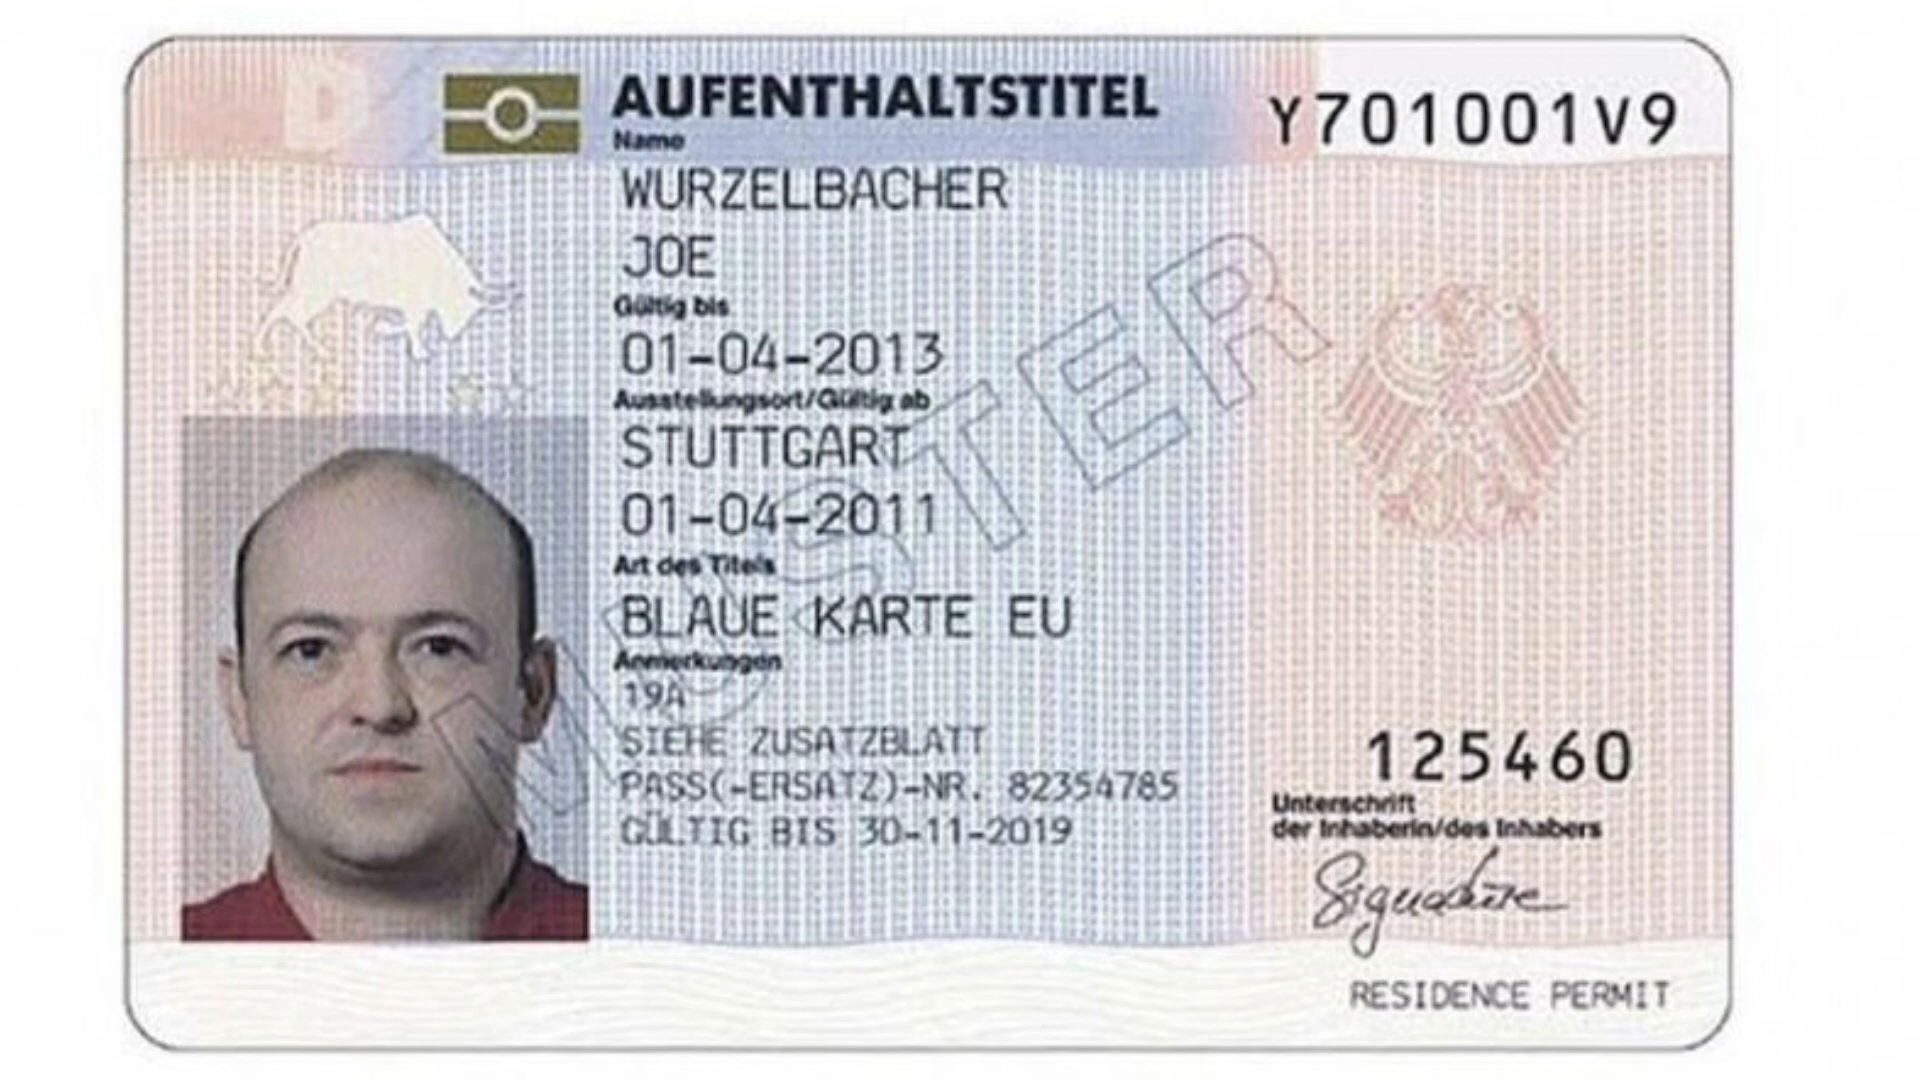 D
AUFENTHALTSTITEL
Y701001V9
Name
WURZELBACHER
JOE
Gültig bis
01-04-2013
Ausstellungsort/Gültig ab
STUTTGART
01-04-2011
Art des Titels
BLAUE KARTE EU
Anmerkungen
19A
SIEHE ZUSATZBLATT
PASS(-ERSATZ)-NR. 82354785
GÜLTIG BIS 30-11-2019
MUSTER
125460
Unterschrift
der Inhaberin/des Inhabers
Signature
RESIDENCE PERMIT